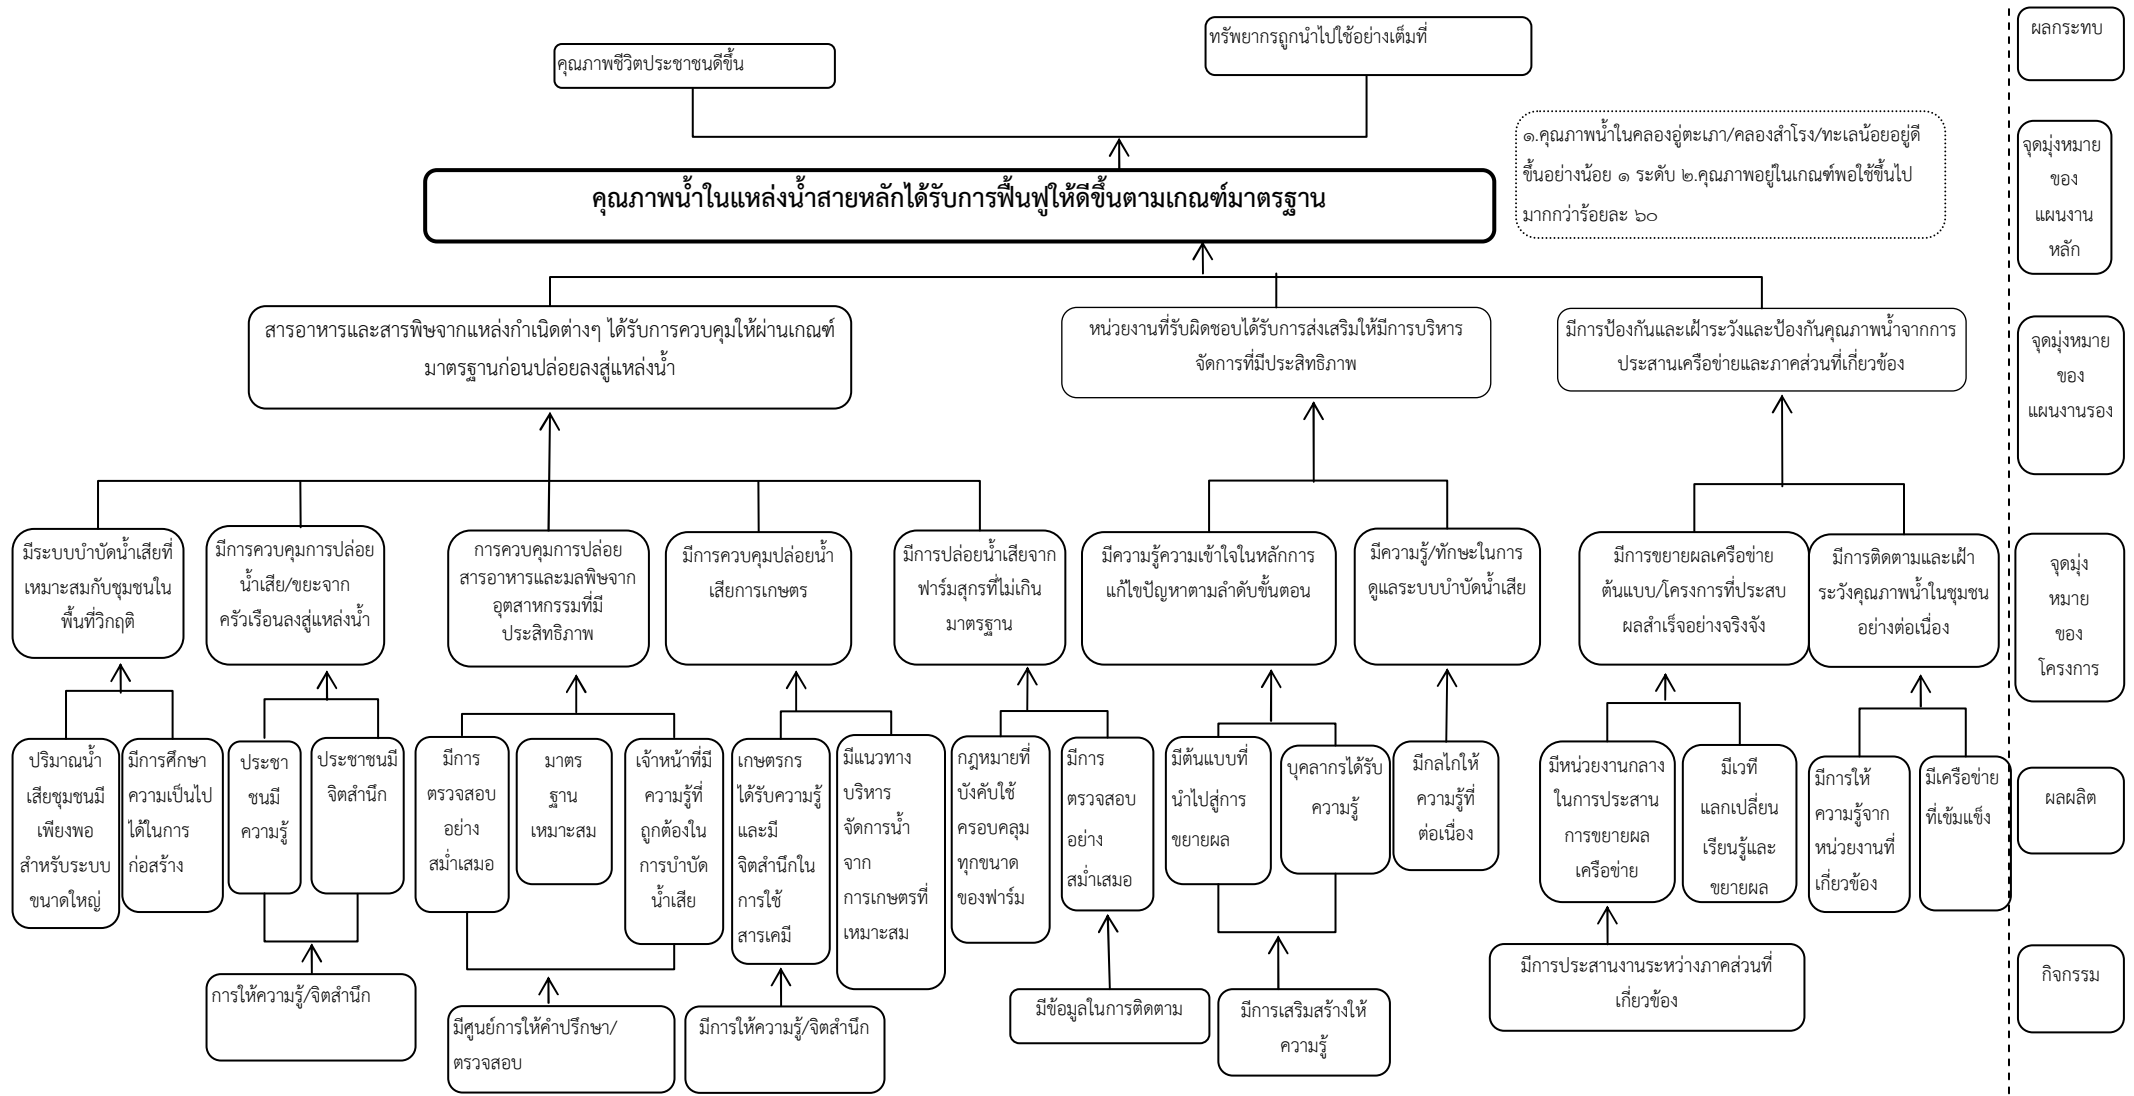 คุณภาพชีวิตประชาชนดีขึ้น
ทรัพยากรถูกนำไปใช้อย่างเต็มที่
ผลกระทบ
คุณภาพน้ำในแหล่งน้ำสายหลักได้รับการฟื้นฟูให้ดีขึ้นตามเกณฑ์มาตรฐาน
๑.คุณภาพน้ำในคลองอู่ตะเภา/คลองสำโรง/ทะเลน้อยอยู่ดี
ขึ้นอย่างน้อย ๑ ระดับ ๒.คุณภาพอยู่ในเกณฑ์พอใช้ขึ้นไป
มากกว่าร้อยละ ๖๐
จุดมุ่งหมาย
ของ
แผนงาน
หลัก
สารอาหารและสารพิษจากแหล่งกำเนิดต่างๆ ได้รับการควบคุมให้ผ่านเกณฑ์
มาตรฐานก่อนปล่อยลงสู่แหล่งน้ำ
หน่วยงานที่รับผิดชอบได้รับการส่งเสริมให้มีการบริหาร
จัดการที่มีประสิทธิภาพ
มีการป้องกันและเฝ้าระวังและป้องกันคุณภาพน้ำจากการ
ประสานเครือข่ายและภาคส่วนที่เกี่ยวข้อง
จุดมุ่งหมาย
ของ
แผนงานรอง
มีระบบบำบัดน้ำเสียที่
เหมาะสมกับชุมชนใน
พื้นที่วิกฤติ
มีการควบคุมการปล่อย
น้ำเสีย/ขยะจาก
ครัวเรือนลงสู่แหล่งน้ำ
การควบคุมการปล่อย
สารอาหารและมลพิษจาก
อุตสาหกรรมที่มี
ประสิทธิภาพ
มีการควบคุมปล่อยน้ำ
เสียการเกษตร
มีการปล่อยน้ำเสียจาก
ฟาร์มสุกรที่ไม่เกิน
มาตรฐาน
มีความรู้ความเข้าใจในหลักการ
แก้ไขปัญหาตามลำดับขั้นตอน
มีความรู้/ทักษะในการ
ดูแลระบบบำบัดน้ำเสีย
มีการขยายผลเครือข่าย
ต้นแบบ/โครงการที่ประสบ
ผลสำเร็จอย่างจริงจัง
มีการติดตามและเฝ้า
ระวังคุณภาพน้ำในชุมชน
อย่างต่อเนื่อง
จุดมุ่ง
หมาย
ของ
โครงการ
ปริมาณน้ำ
เสียชุมชนมี
เพียงพอ
สำหรับระบบ
ขนาดใหญ่
มีการศึกษา
ความเป็นไป
ได้ในการ
ก่อสร้าง
ประชา
ชนมี
ความรู้
ประชาชนมี
จิตสำนึก
มีการ
ตรวจสอบ
อย่าง
สม่ำเสมอ
มาตร
ฐาน
เหมาะสม
เจ้าหน้าที่มี
ความรู้ที่
ถูกต้องใน
การบำบัด
น้ำเสีย
เกษตรกร
ได้รับความรู้
และมี
จิตสำนึกใน
การใช้
สารเคมี
มีแนวทาง
บริหาร
จัดการน้ำ
จาก
การเกษตรที่
เหมาะสม
กฎหมายที่
บังคับใช้
ครอบคลุม
ทุกขนาด
ของฟาร์ม
มีการ
ตรวจสอบ
อย่าง
สม่ำเสมอ
มีต้นแบบที่
นำไปสู่การ
ขยายผล
บุคลากรได้รับ
ความรู้
มีกลไกให้
ความรู้ที่
ต่อเนื่อง
มีหน่วยงานกลาง
ในการประสาน
การขยายผล
เครือข่าย
มีเวที
แลกเปลี่ยน
เรียนรู้และ
ขยายผล
มีการให้
ความรู้จาก
หน่วยงานที่
เกี่ยวข้อง
มีเครือข่าย
ที่เข้มแข็ง
ผลผลิต
การให้ความรู้/จิตสำนึก
มีศูนย์การให้คำปรึกษา/
ตรวจสอบ
มีการให้ความรู้/จิตสำนึก
มีข้อมูลในการติดตาม
มีการเสริมสร้างให้
ความรู้
มีการประสานงานระหว่างภาคส่วนที่
เกี่ยวข้อง
กิจกรรม